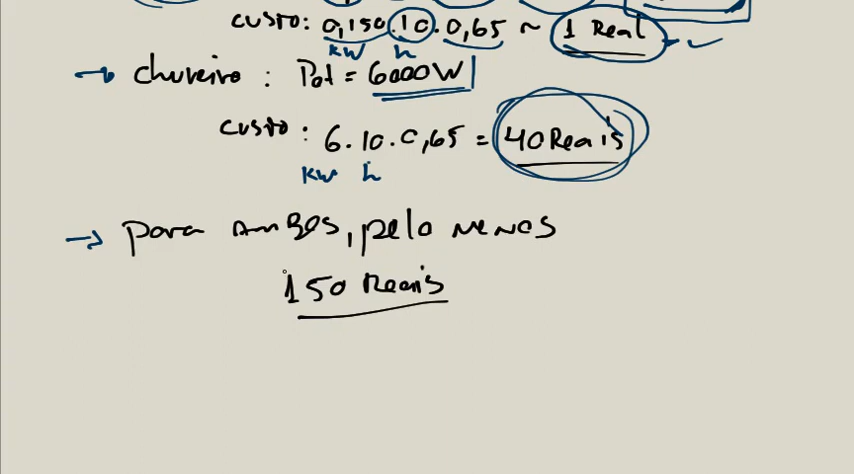 custo: 0,150.10.0,65 ~ 1 Real
kW h
→ chuveiro : Pot = 6000W
custo: 6.10.0,65 = 40 Reais
kW h
→ para ambos, pelo menos
150 Reais